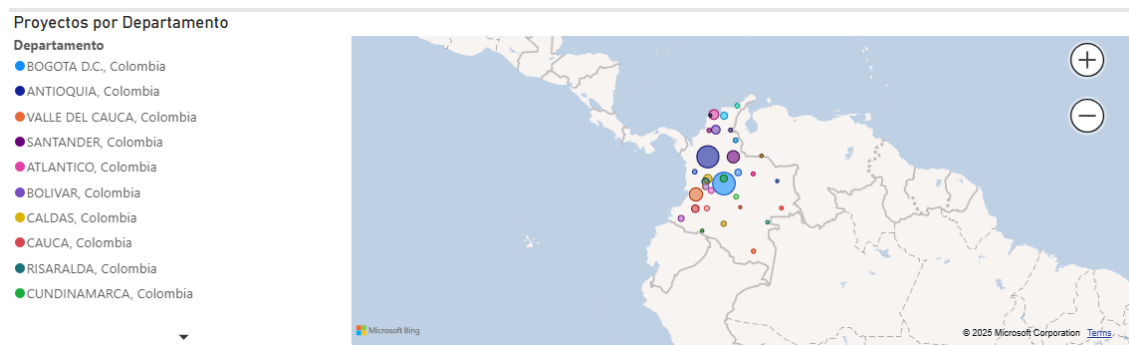 Proyectos por Departamento
Departamento
BOGOTA D.C., Colombia
ANTIOQUIA, Colombia
VALLE DEL CAUCA, Colombia
SANTANDER, Colombia
ATLANTICO, Colombia
BOLIVAR, Colombia
CALDAS, Colombia
CAUCA, Colombia
RISARALDA, Colombia
CUNDINAMARCA, Colombia
Microsoft Bing
© 2025 Microsoft Corporation Terms